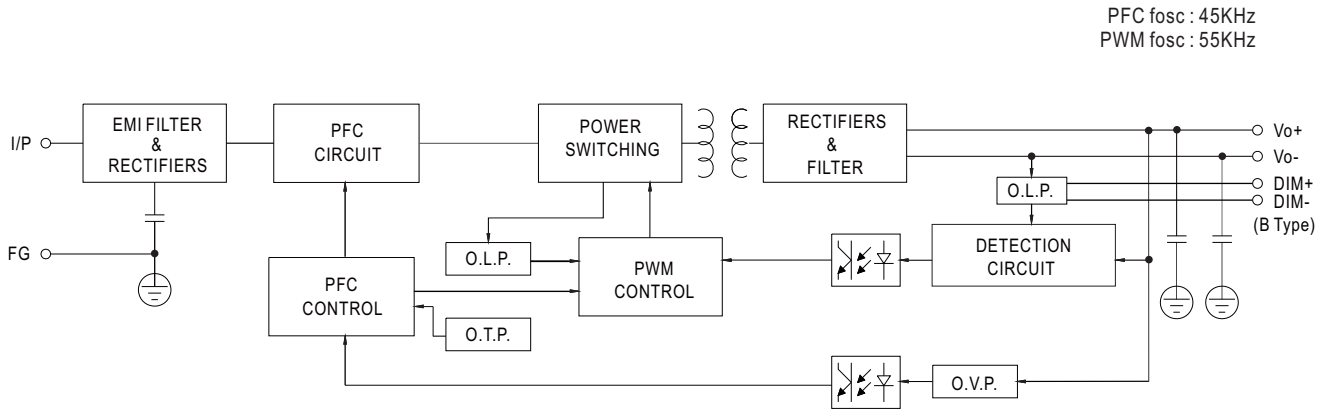 PFC fosc : 45KHz
PWM fosc : 55KHz
I/P
EMI FILTER
&
RECTIFIERS
PFC
CIRCUIT
POWER
SWITCHING
RECTIFIERS
&
FILTER
Vo+
Vo-
DIM+
DIM-
(B Type)
O.L.P.
FG
O.L.P.
PFC
CONTROL
PWM
CONTROL
DETECTION
CIRCUIT
O.T.P.
O.V.P.